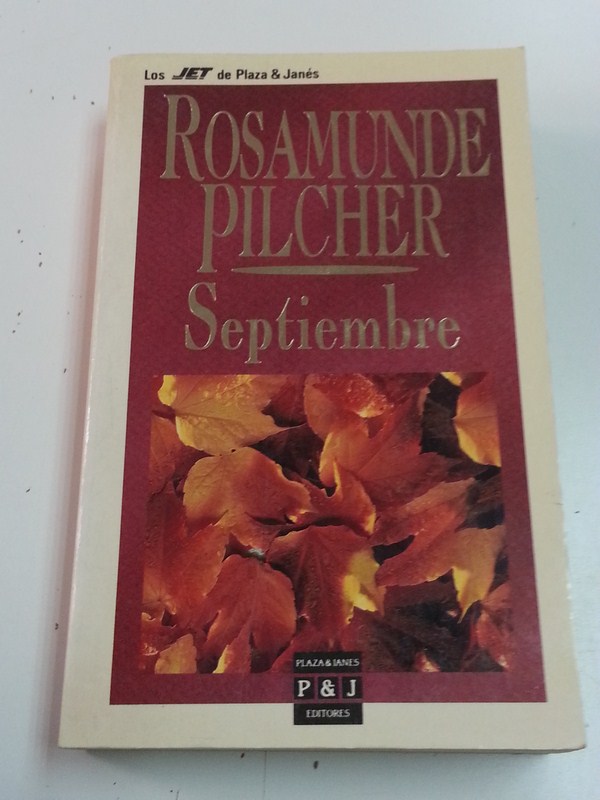 Los JET de Plaza & Janés
ROSAMUNDE
PILCHER
Septiembre
PLAZA & JANES
P & J
EDITORES